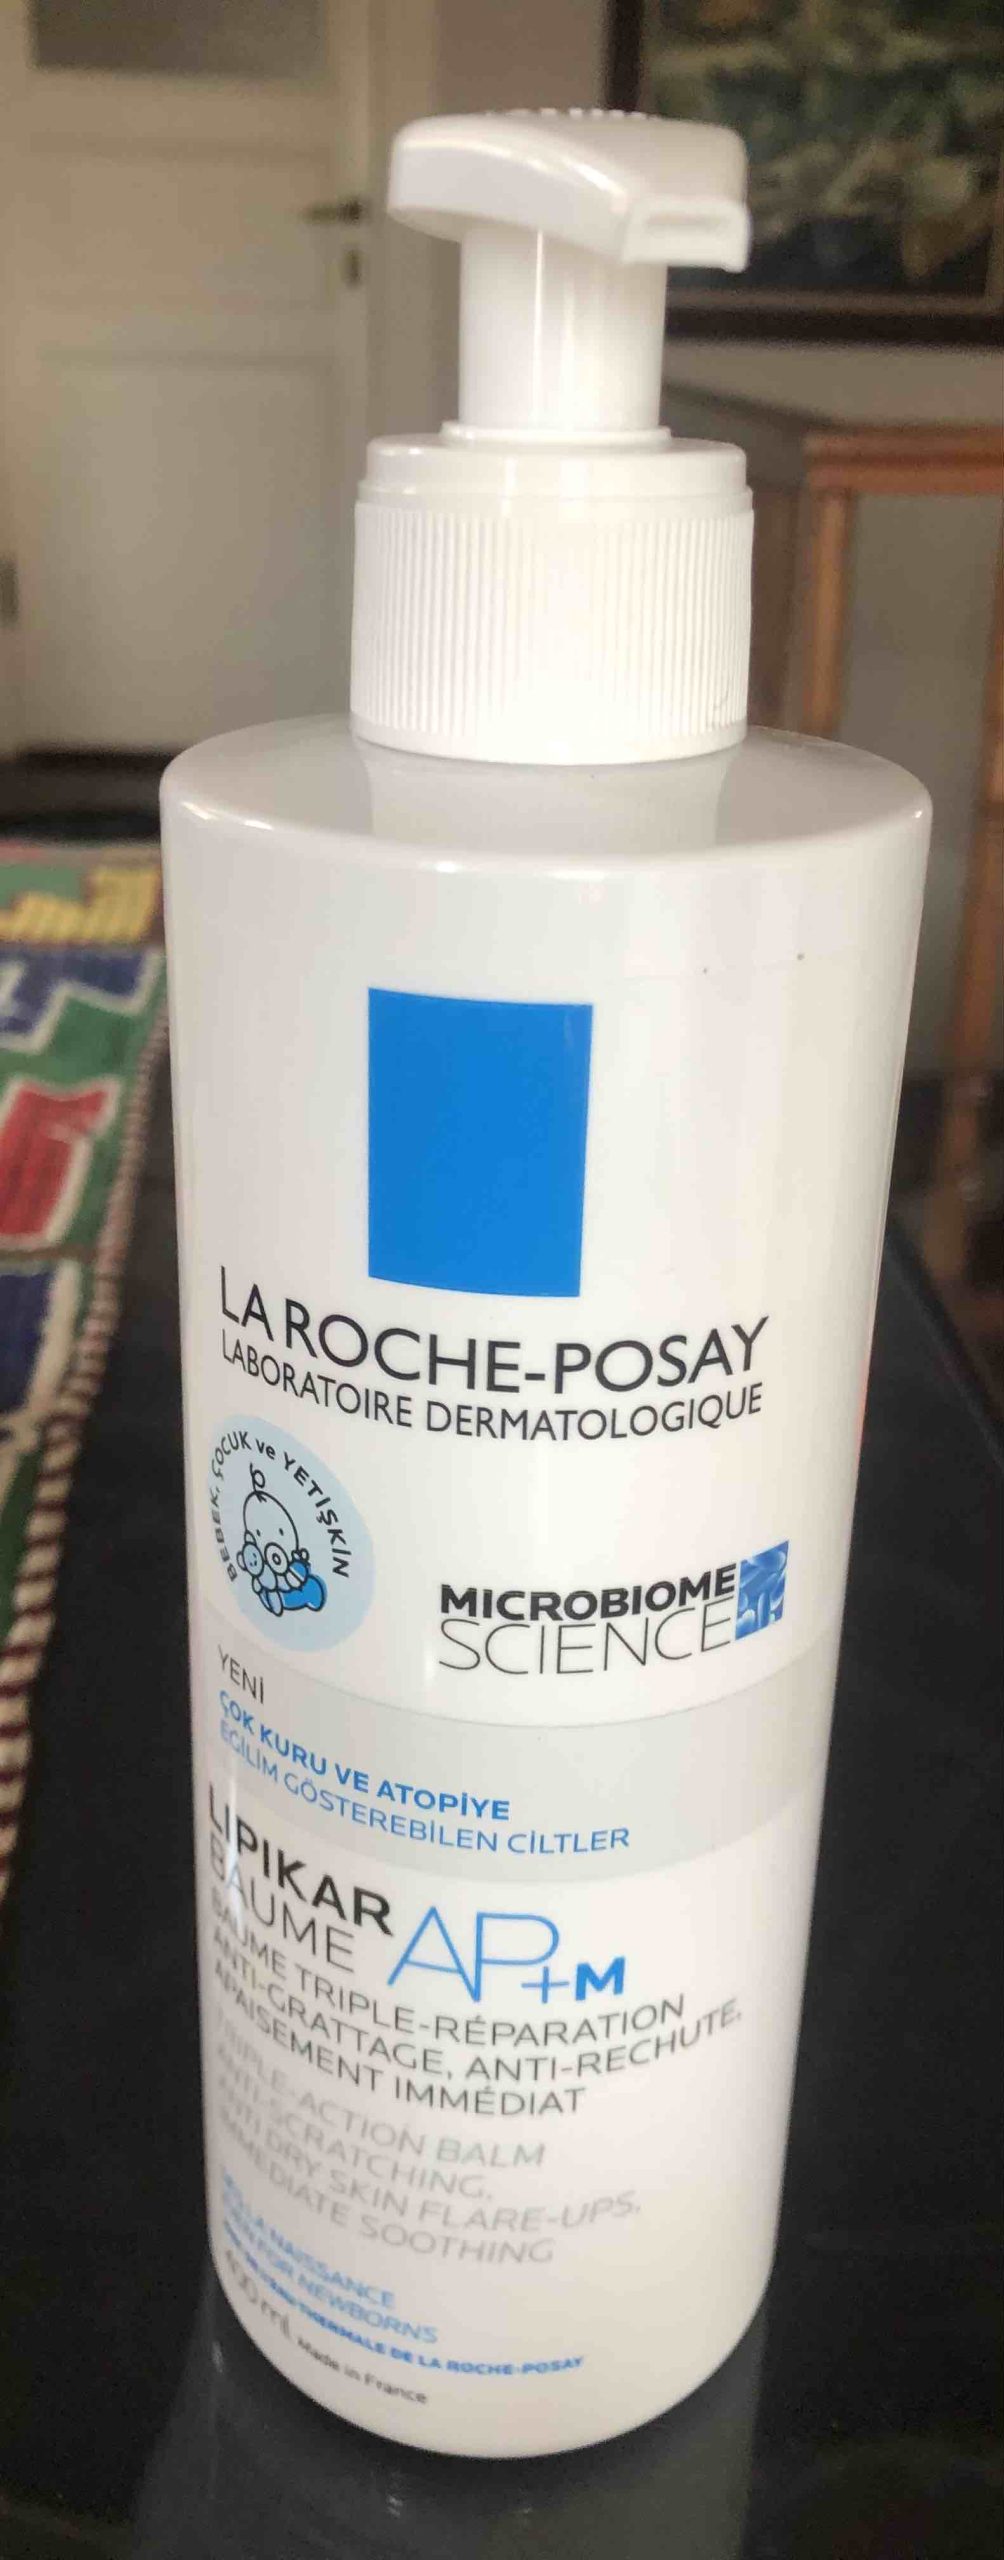 LA ROCHE-POSAY
LABORATOIRE DERMATOLOGIQUE
BEBEK, ÇOCUK ve YETİŞKİN
MICROBIOME
SCIENCE
YENİ
ÇOK KURU VE ATOPİYE
EĞİLİM GÖSTEREBİLEN CİLTLER
LIPIKAR
BAUME AP+M
BAUME TRIPLE-RÉPARATION
ANTI-GRATTAGE, ANTI-RECHUTE.
APAISEMENT IMMÉDIAT
TRIPLE-ACTION BALM
ANTI-SCRATCHING,
ANTI DRY SKIN FLARE-UPS.
IMMEDIATE SOOTHING
NAISSANCE
FOR NEWBORNS
THERMALE DE LA ROCHE-POSAY
400 mL Made in France